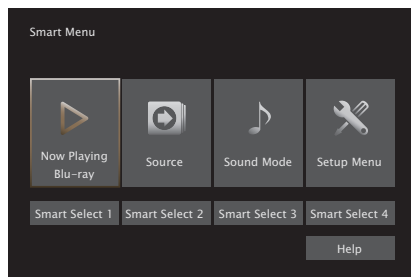 Smart Menu
Now Playing
Blu-ray
Source
Sound Mode
Setup Menu
Smart Select 1
Smart Select 2
Smart Select 3
Smart Select 4
Help